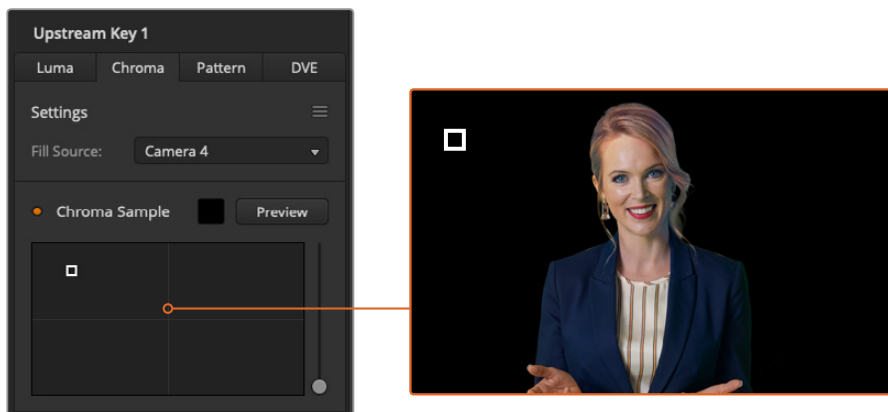 Upstream Key 1
Luma Chroma Pattern DVE
Settings
Fill Source: Camera 4
Chroma Sample Preview